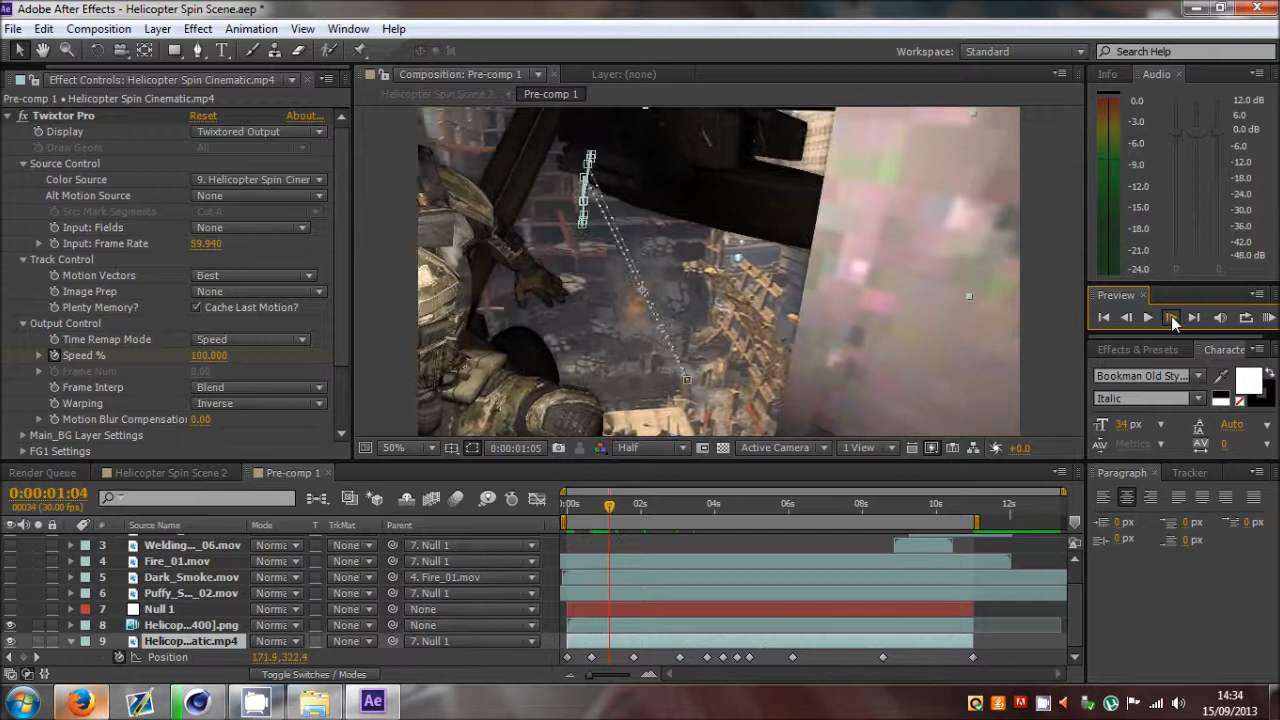 Adobe After Effects - Helicopter Spin Scene.aep *
File Edit Composition Layer Effect Animation View Window Help
Workspace: Standard Search Help
Effect Controls: Helicopter Spin Cinematic.mp4
Composition: Pre-comp 1
Layer: (none)
Info Audio
Pre-comp 1 • Helicopter Spin Cinematic.mp4
Helicopter Spin Scene 2 Pre-comp 1
fx Twixtor Pro Reset About...
Display Twixtored Output
Draw Geom All
Source Control
Color Source 9. Helicopter Spin Ciner
Alt Motion Source None
Src: Mark Segments Cut A
Input: Fields None
Input: Frame Rate 59.940
Track Control
Motion Vectors Best
Image Prep None
Plenty Memory? Cache Last Motion?
Output Control
Time Remap Mode Speed
Speed % 100.000
Frame Num 0.00
Frame Interp Blend
Warping Inverse
Motion Blur Compensatio 0.00
Main_BG Layer Settings
FG1 Settings
50% 0:00:01:05 Half Active Camera 1 View +0.0
0.0
-3.0
-6.0
-9.0
-12.0
-15.0
-18.0
-21.0
-24.0
12.0 dB
6.0 dB
0.0 dB
-6.0
-12.0
-18.0
-24.0
-30.0
-36.0
-42.0
-48.0 dB
Preview
Effects & Presets Characte
Bookman Old Sty...
Italic
34 px Auto
Metrics 0
Paragraph Tracker
0 px 0 px 0 px
0 px 0 px
Render Queue Helicopter Spin Scene 2 Pre-comp 1
0:00:01:04
00034 (30.00 fps)
:00s 02s 04s 06s 08s 10s 12s
# Source Name Mode T TrkMat Parent
3 Welding..._06.mov Norma None 7. Null 1
4 Fire_01.mov Norma None 7. Null 1
5 Dark_Smoke.mov Norma None 4. Fire_01.mov
6 Puffy_S..._02.mov Norma None 7. Null 1
7 Null 1 Norma None None
8 Helicop...400].png Norma None None
9 Helicop...atic.mp4 Norma None 7. Null 1
Position 171.9,322.4
Toggle Switches / Modes
14:34
15/09/2013